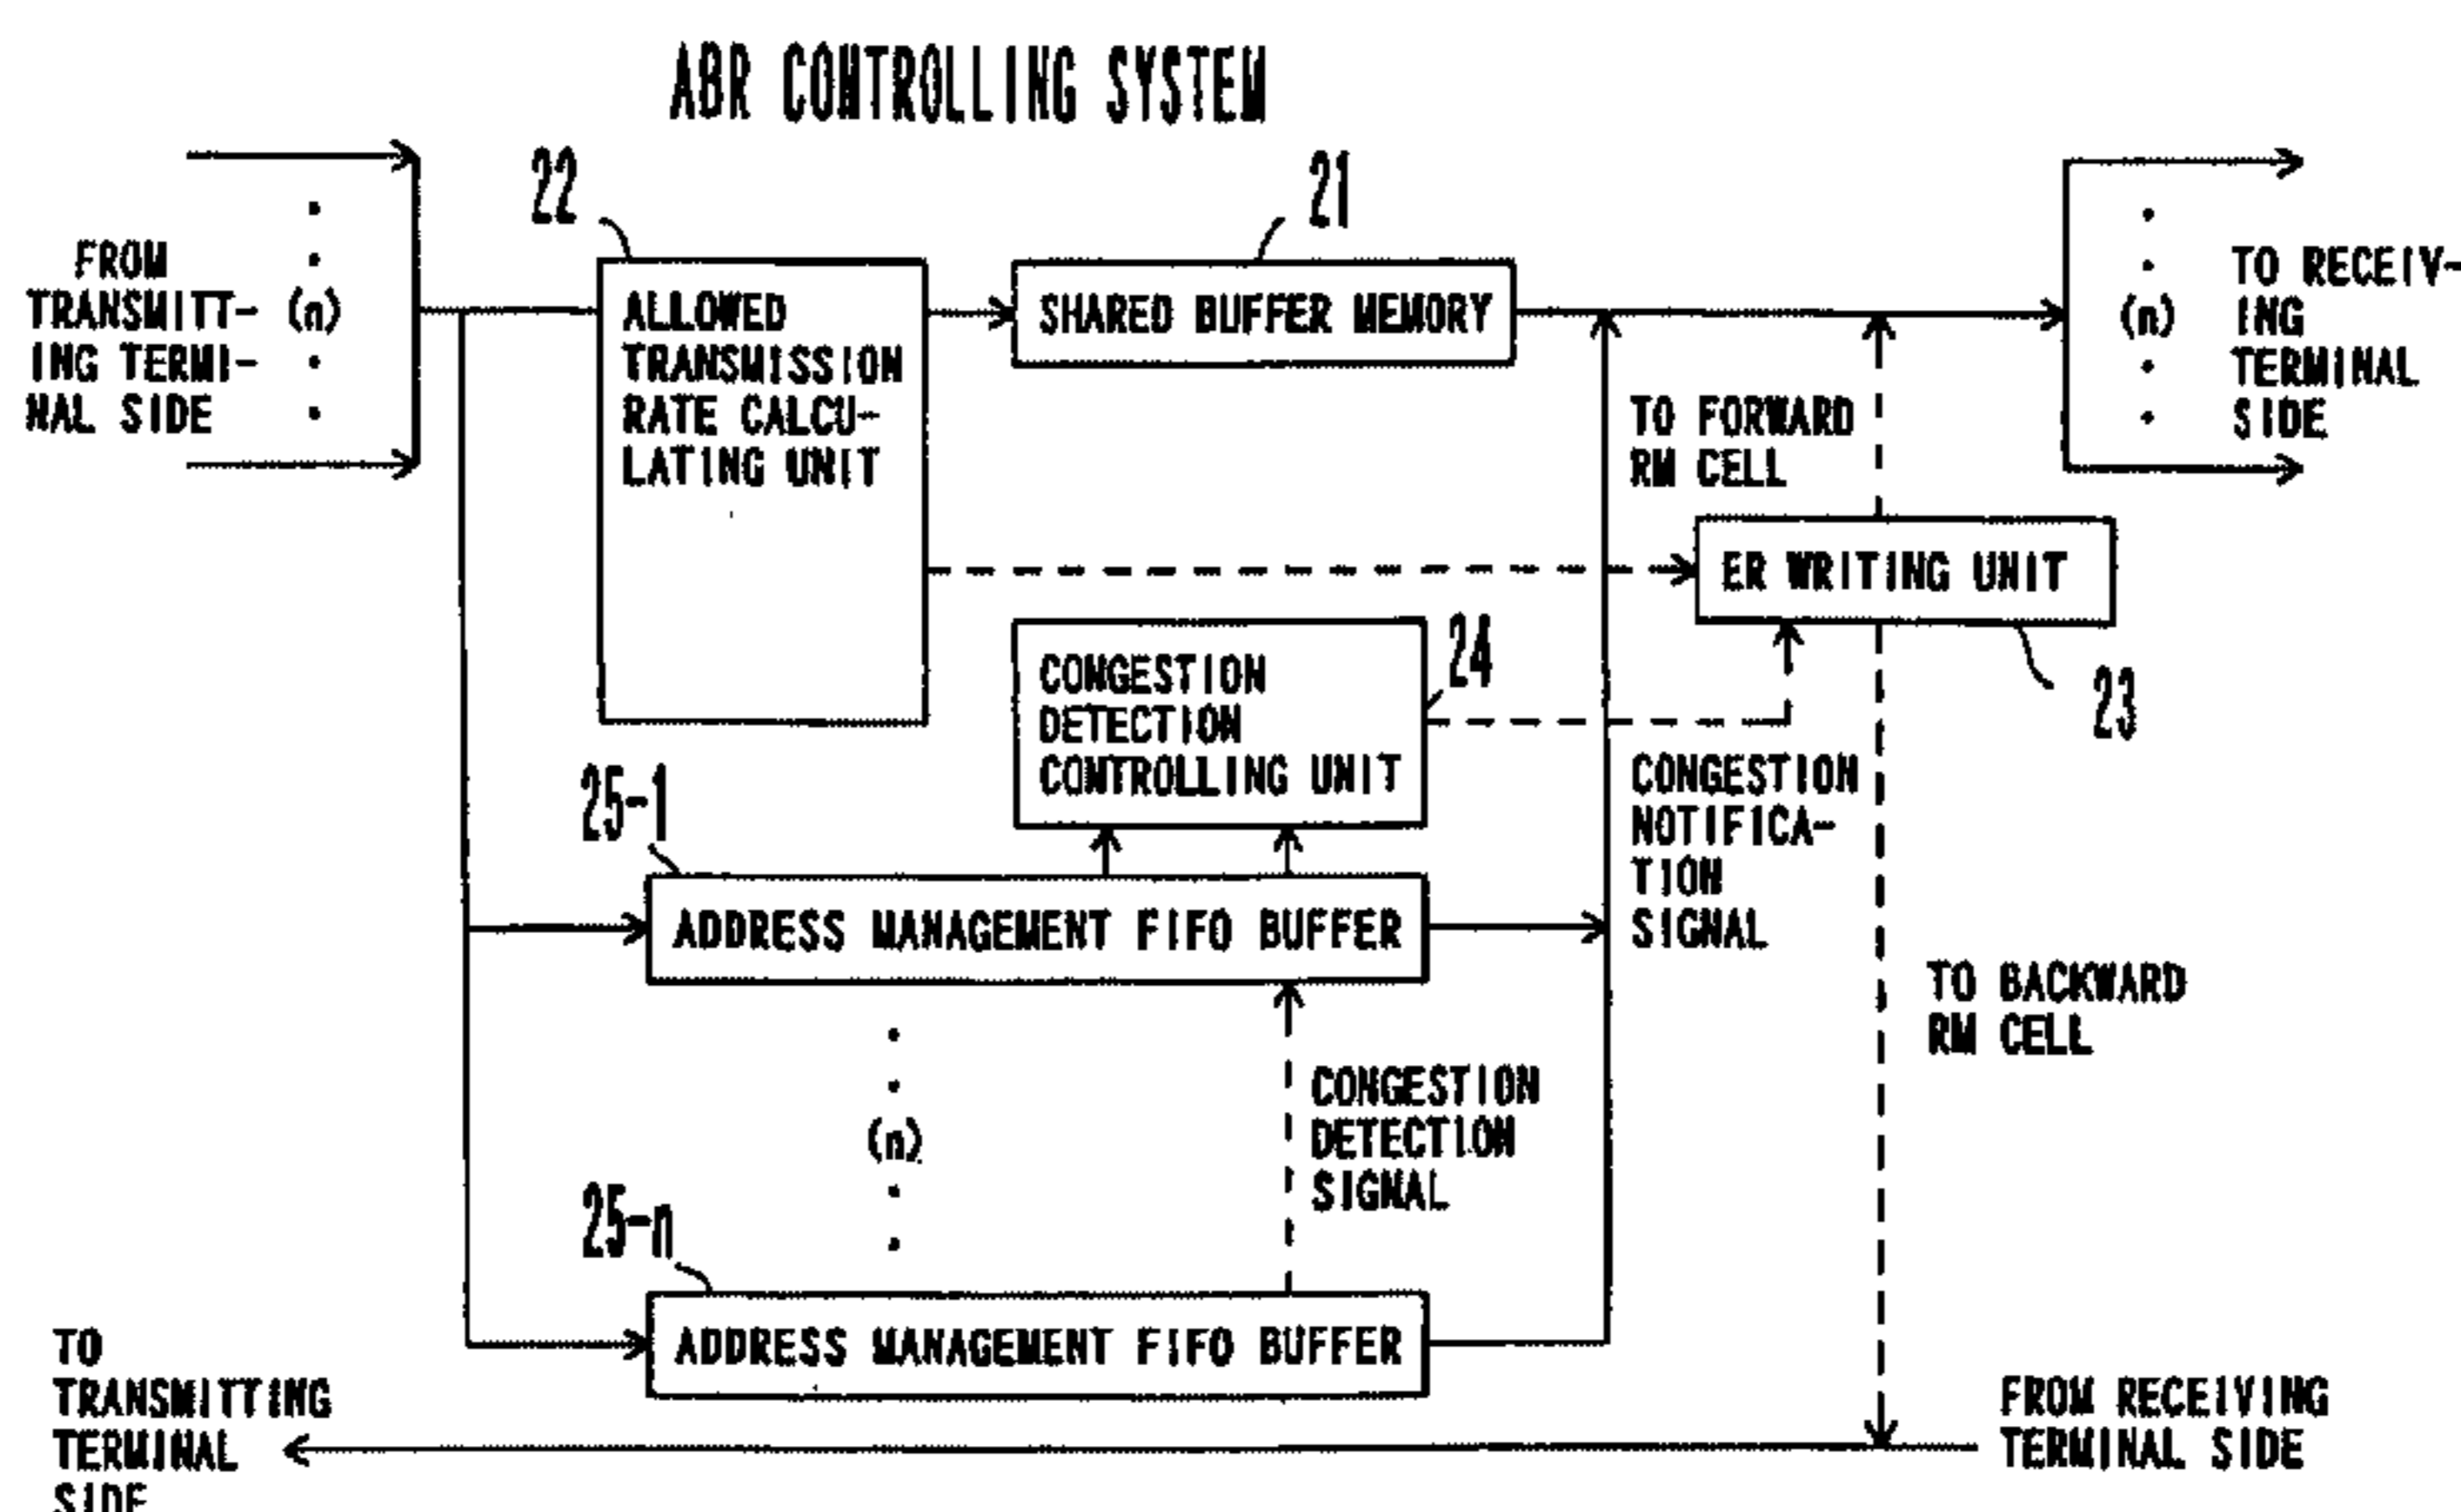 ABR CONTROLLING SYSTEM
22
21
FROM
TRANSMITT-
ING TERMI-
NAL SIDE
(n)
ALLOWED
TRANSMISSION
RATE CALCU-
LATING UNIT
SHARED BUFFER MEMORY
(n)
TO RECEIV-
ING
TERMINAL
SIDE
TO FORWARD
RM CELL
ER WRITING UNIT
23
24
CONGESTION
DETECTION
CONTROLLING UNIT
CONGESTION
NOTIFICA-
TION
SIGNAL
25-1
ADDRESS MANAGEMENT FIFO BUFFER
TO BACKWARD
RM CELL
(n)
CONGESTION
DETECTION
SIGNAL
25-n
ADDRESS MANAGEMENT FIFO BUFFER
TO
TRANSMITTING
TERMINAL
SIDE
FROM RECEIVING
TERMINAL SIDE